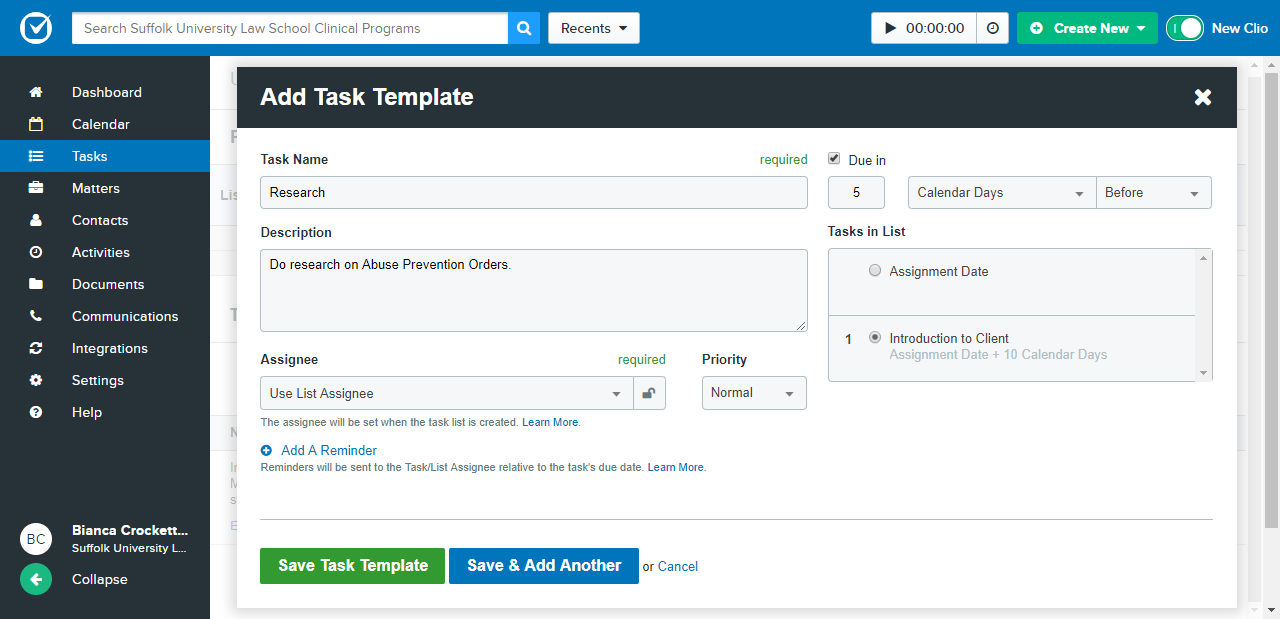 Search Suffolk University Law School Clinical Programs
Recents
00:00:00
Create New
New Clio
Dashboard
Calendar
Tasks
Matters
Contacts
Activities
Documents
Communications
Integrations
Settings
Help
BC
Bianca Crockett...
Suffolk University L...
Collapse
Add Task Template
Task Name
required
Research
Description
Do research on Abuse Prevention Orders.
Assignee
required
Use List Assignee
The assignee will be set when the task list is created. Learn More.
Priority
Normal
Add A Reminder
Reminders will be sent to the Task/List Assignee relative to the task's due date. Learn More.
Due in
5
Calendar Days
Before
Tasks in List
Assignment Date
1
Introduction to Client
Assignment Date + 10 Calendar Days
Save Task Template
Save & Add Another
or Cancel